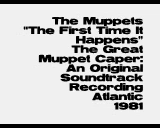 The Muppets
"The First Time It
Happens"
The Great
Muppet Caper:
An Original
Soundtrack
Recording
Atlantic
1981